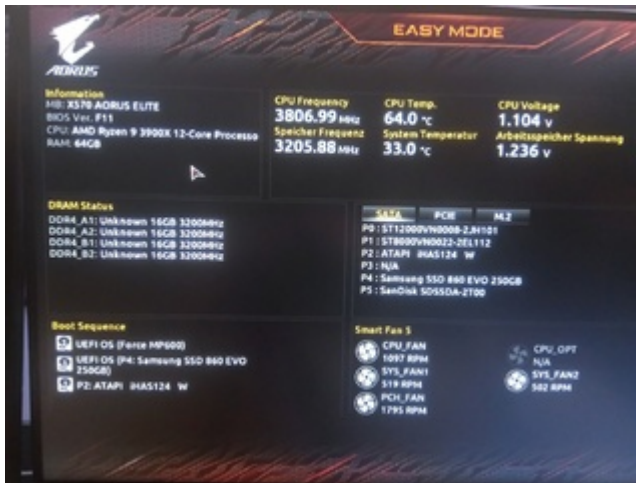 EASY MODE
AORUS
Information
MB: X570 AORUS ELITE
BIOS Ver. F11
CPU: AMD Ryzen 9 3900X 12-Core Processo
RAM: 64GB
CPU Frequency
3806.99 MHz
Speicher Frequenz
3205.88 MHz
CPU Temp.
64.0 °C
System Temperatur
33.0 °C
CPU Voltage
1.104 V
Arbeitsspeicher Spannung
1.236 V
DRAM Status
DDR4_A1: Unknown 16GB 3200MHz
DDR4_A2: Unknown 16GB 3200MHz
DDR4_B1: Unknown 16GB 3200MHz
DDR4_B2: Unknown 16GB 3200MHz
SATA PCIE M.2
P0 : ST12000VN0008-2JH101
P1 : ST8000VN0022-2EL112
P2 : ATAPI iHAS124 W
P3 : N/A
P4 : Samsung SSD 860 EVO 250GB
P5 : SanDisk SDSSDA-2T00
Boot Sequence
UEFI OS (Force MP600)
UEFI OS (P4: Samsung SSD 860 EVO
250GB)
P2: ATAPI iHAS124 W
Smart Fan 5
CPU_FAN
1097 RPM
CPU_OPT
N/A
SYS_FAN1
519 RPM
SYS_FAN2
502 RPM
PCH_FAN
1795 RPM